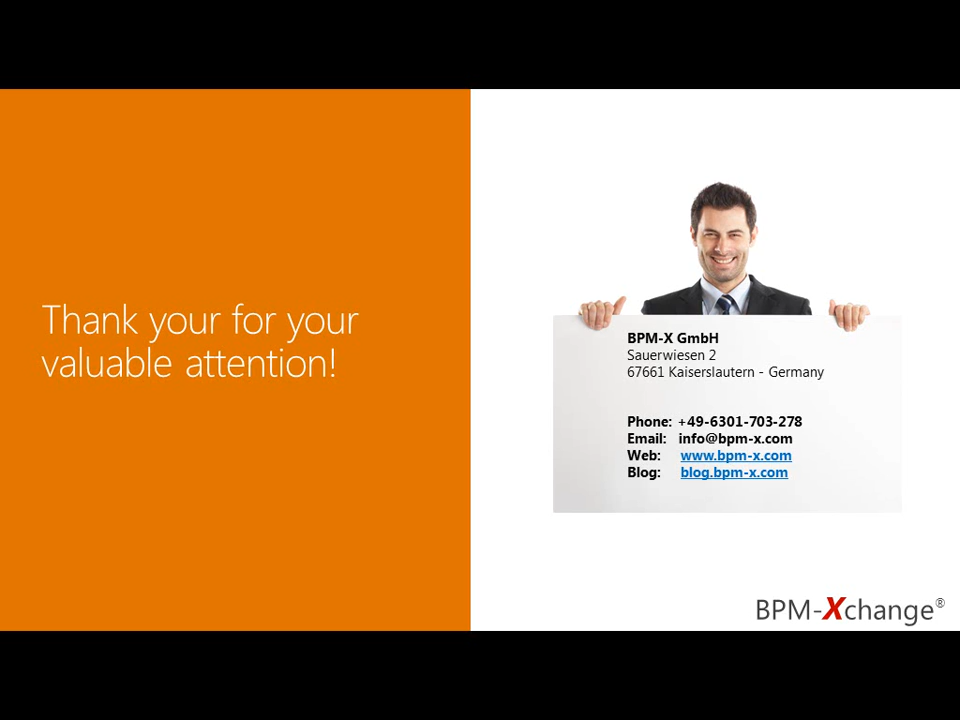 Thank your for your
valuable attention!
BPM-X GmbH
Sauerwiesen 2
67661 Kaiserslautern - Germany
Phone: +49-6301-703-278
Email: info@bpm-x.com
Web: www.bpm-x.com
Blog: blog.bpm-x.com
BPM-Xchange®